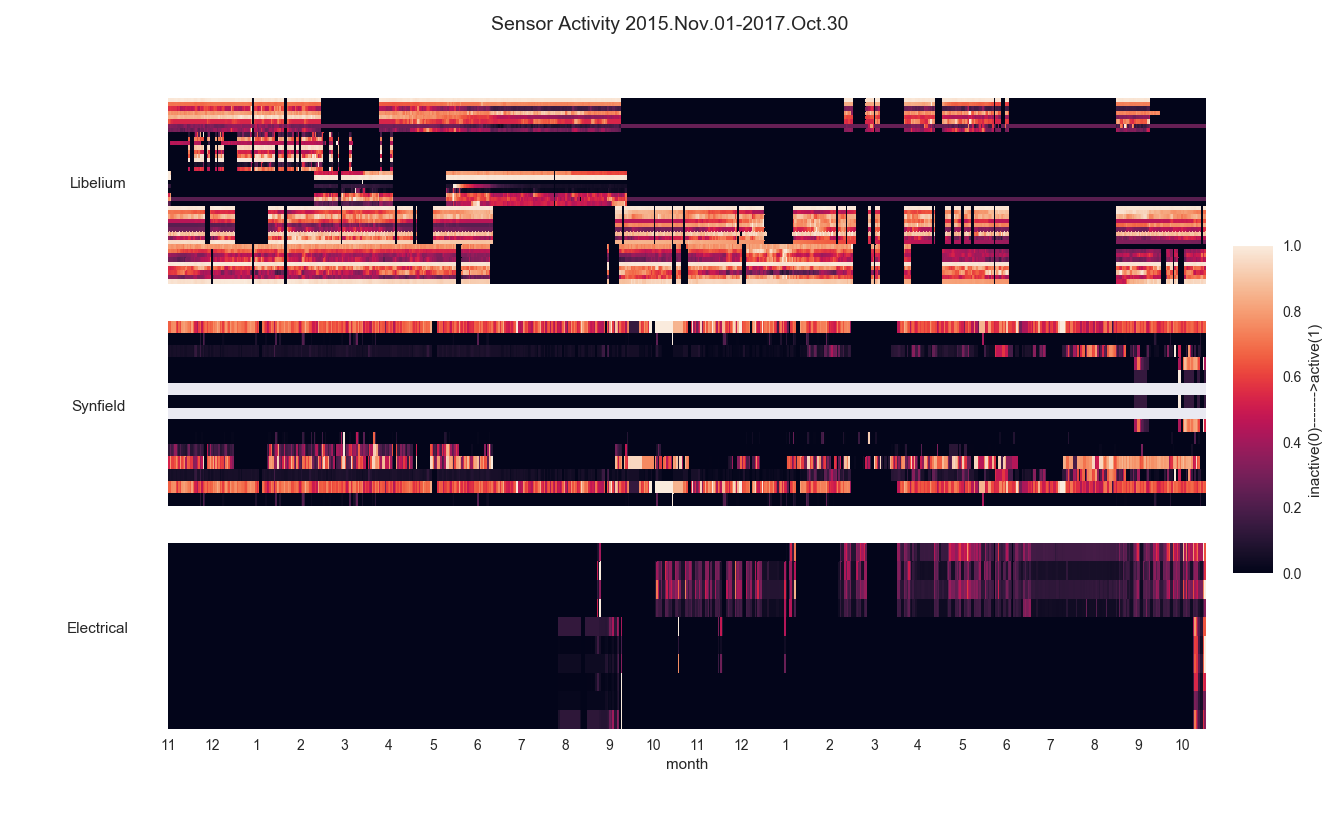 Sensor Activity 2015.Nov.01-2017.Oct.30
Libelium
Synfield
Electrical
11 12 1 2 3 4 5 6 7 8 9 10 11 12 1 2 3 4 5 6 7 8 9 10
month
1.0
0.8
0.6
0.4
0.2
0.0
inactive(0)------->active(1)